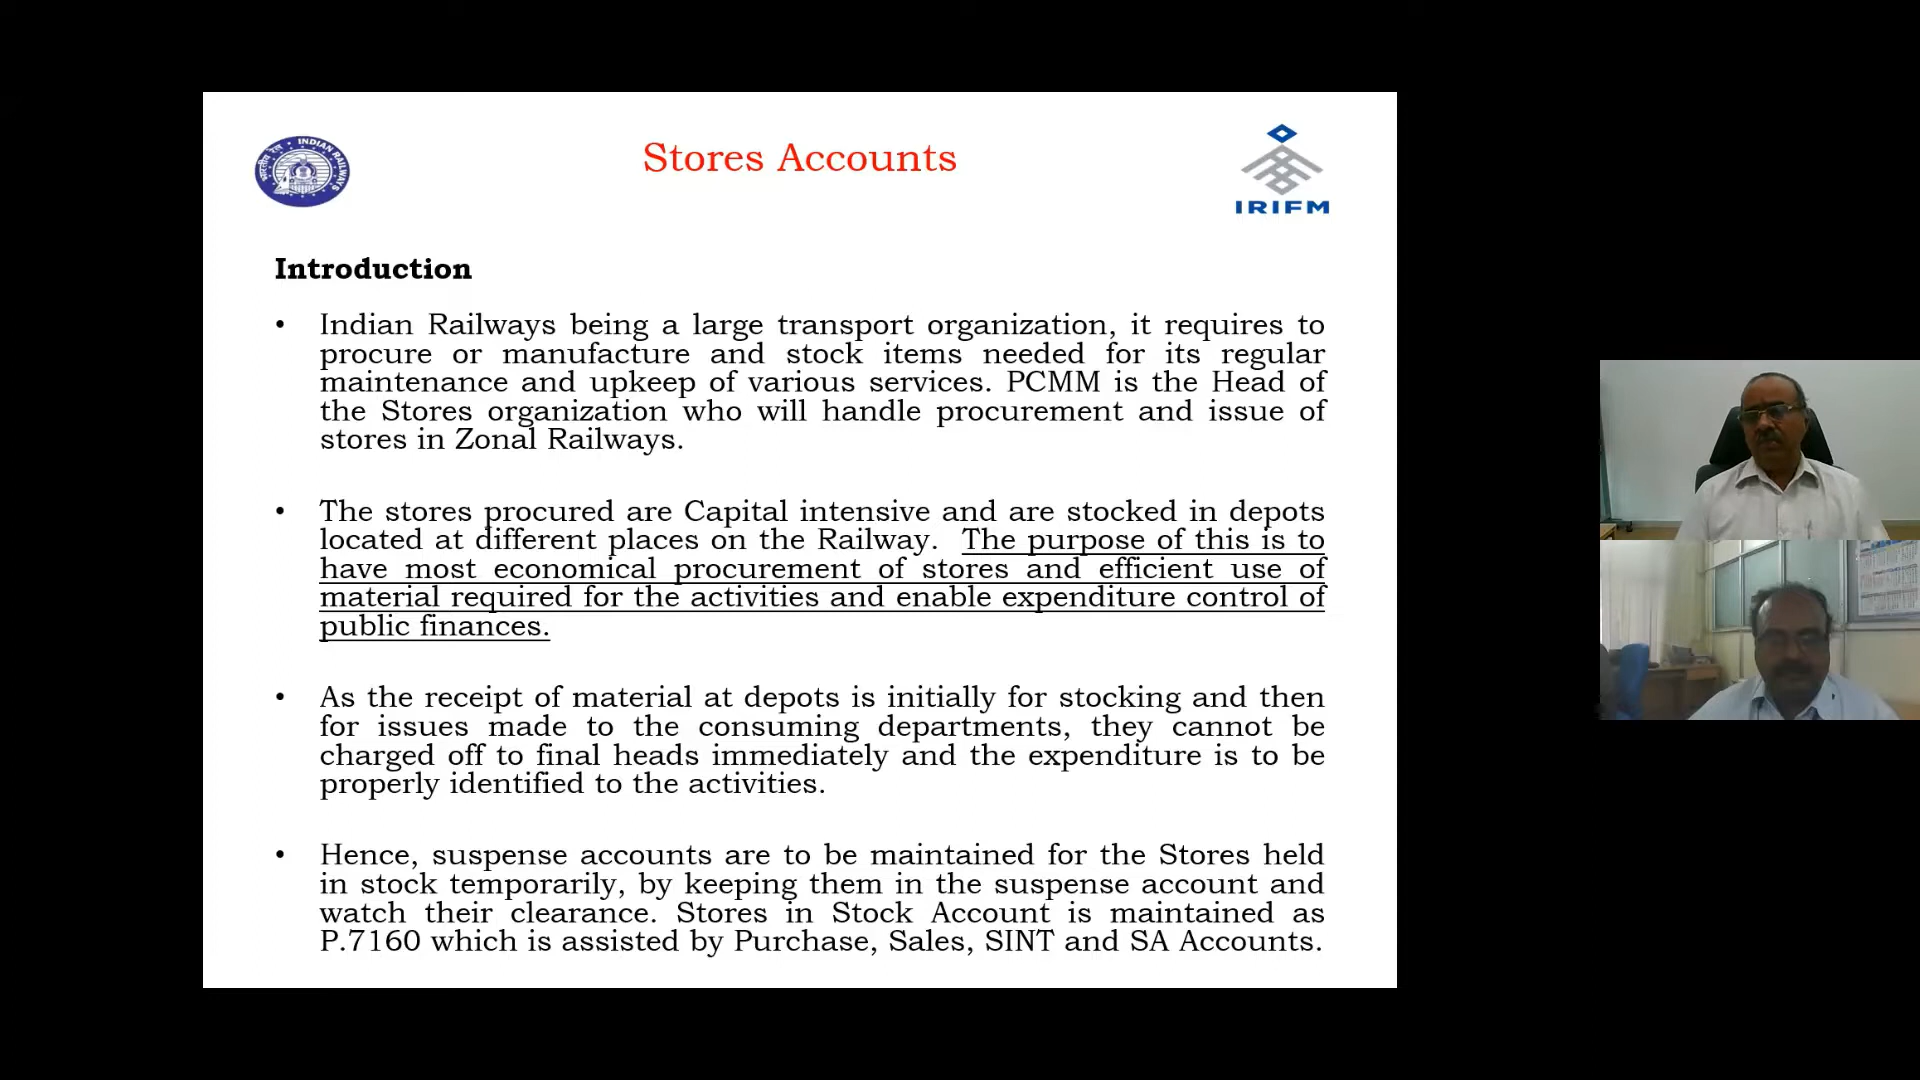 भारतीय रेल • INDIAN RAILWAYS
Stores Accounts
IRIFM
Introduction
• Indian Railways being a large transport organization, it requires to
procure or manufacture and stock items needed for its regular
maintenance and upkeep of various services. PCMM is the Head of
the Stores organization who will handle procurement and issue of
stores in Zonal Railways.
• The stores procured are Capital intensive and are stocked in depots
located at different places on the Railway. The purpose of this is to
have most economical procurement of stores and efficient use of
material required for the activities and enable expenditure control of
public finances.
• As the receipt of material at depots is initially for stocking and then
for issues made to the consuming departments, they cannot be
charged off to final heads immediately and the expenditure is to be
properly identified to the activities.
• Hence, suspense accounts are to be maintained for the Stores held
in stock temporarily, by keeping them in the suspense account and
watch their clearance. Stores in Stock Account is maintained as
P.7160 which is assisted by Purchase, Sales, SINT and SA Accounts.